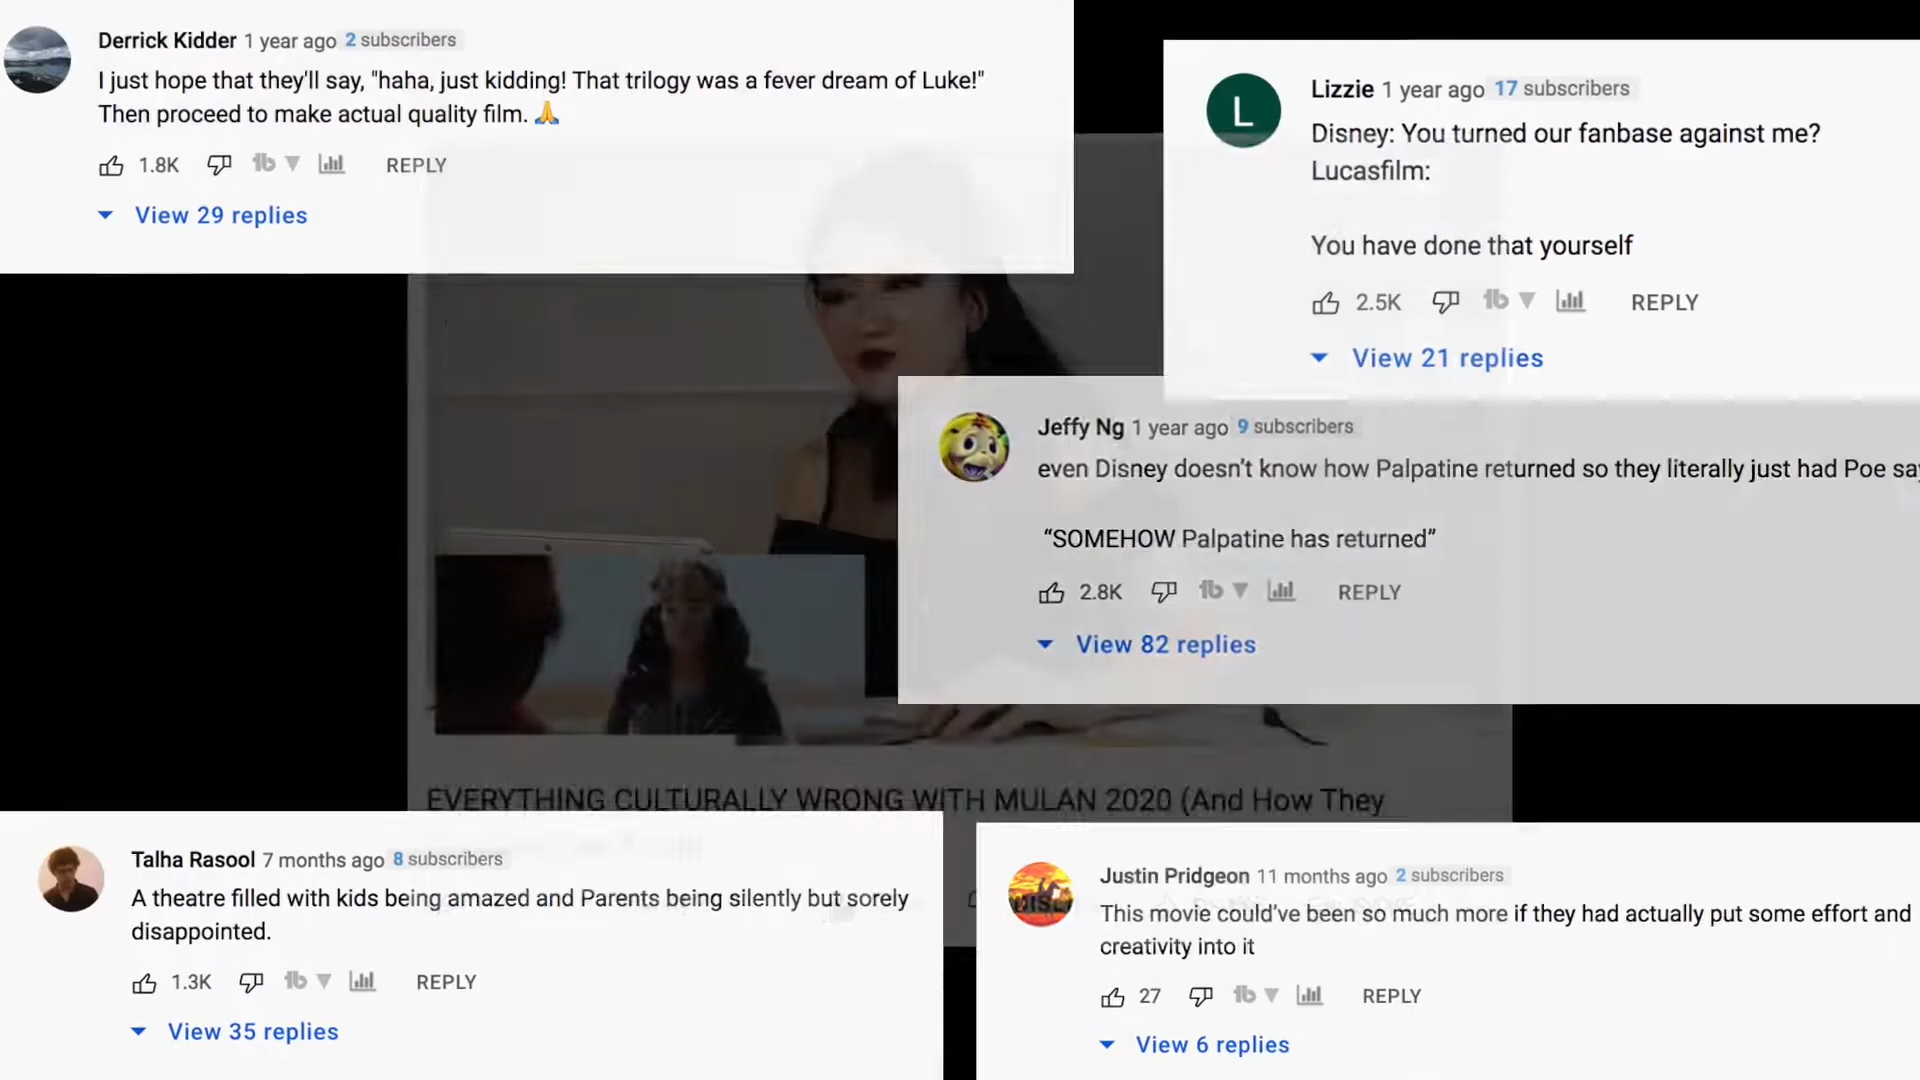 Derrick Kidder 1 year ago 2 subscribers
I just hope that they'll say, "haha, just kidding! That trilogy was a fever dream of Luke!"
Then proceed to make actual quality film. 🙏
1.8K REPLY
View 29 replies
L
Lizzie 1 year ago 17 subscribers
Disney: You turned our fanbase against me?
Lucasfilm:
You have done that yourself
2.5K REPLY
View 21 replies
Jeffy Ng 1 year ago 9 subscribers
even Disney doesn't know how Palpatine returned so they literally just had Poe sa
“SOMEHOW Palpatine has returned”
2.8K REPLY
View 82 replies
EVERYTHING CULTURALLY WRONG WITH MULAN 2020 (And How They
Talha Rasool 7 months ago 8 subscribers
A theatre filled with kids being amazed and Parents being silently but sorely
disappointed.
1.3K REPLY
View 35 replies
Justin Pridgeon 11 months ago 2 subscribers
This movie could've been so much more if they had actually put some effort and
creativity into it
27 REPLY
View 6 replies